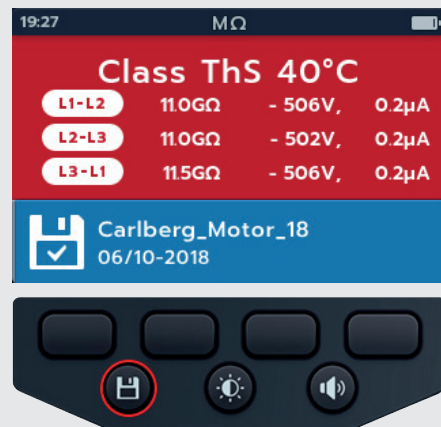 19:27 MΩ
Class ThS 40°C
L1-L2 11.0GΩ - 506V, 0.2µA
L2-L3 11.0GΩ - 502V, 0.2µA
L3-L1 11.5GΩ - 506V, 0.2µA
Carlberg_Motor_18
06/10-2018